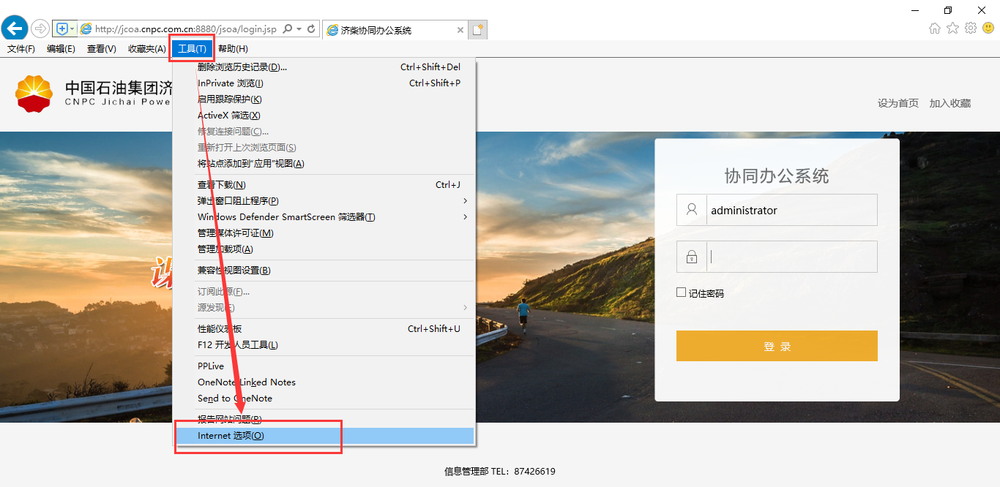 http://jcoa.cnpc.com.cn:8880/jsoa/login.jsp
济柴协同办公系统
文件(F) 编辑(E) 查看(V) 收藏夹(A) 工具(T) 帮助(H)
删除浏览历史记录(D)... Ctrl+Shift+Del
InPrivate 浏览(I) Ctrl+Shift+P
启用跟踪保护(K)
ActiveX 筛选(X)
修复连接问题(C)...
重新打开上次浏览页面(S)
将站点添加到“应用”视图(A)
查看下载(N) Ctrl+J
弹出窗口阻止程序(P)
Windows Defender SmartScreen 筛选器(T)
管理媒体许可证(M)
管理加载项(A)
兼容性视图设置(B)
订阅此源(F)...
源发现(E)
性能仪表板 Ctrl+Shift+U
F12 开发人员工具(L)
PPLive
OneNote Linked Notes
Send to OneNote
报告网站问题(R)
Internet 选项(O)
中国石油集团济
CNPC Jichai Powe
设为首页 加入收藏
协同办公系统
administrator
记住密码
登 录
信息管理部 TEL：87426619